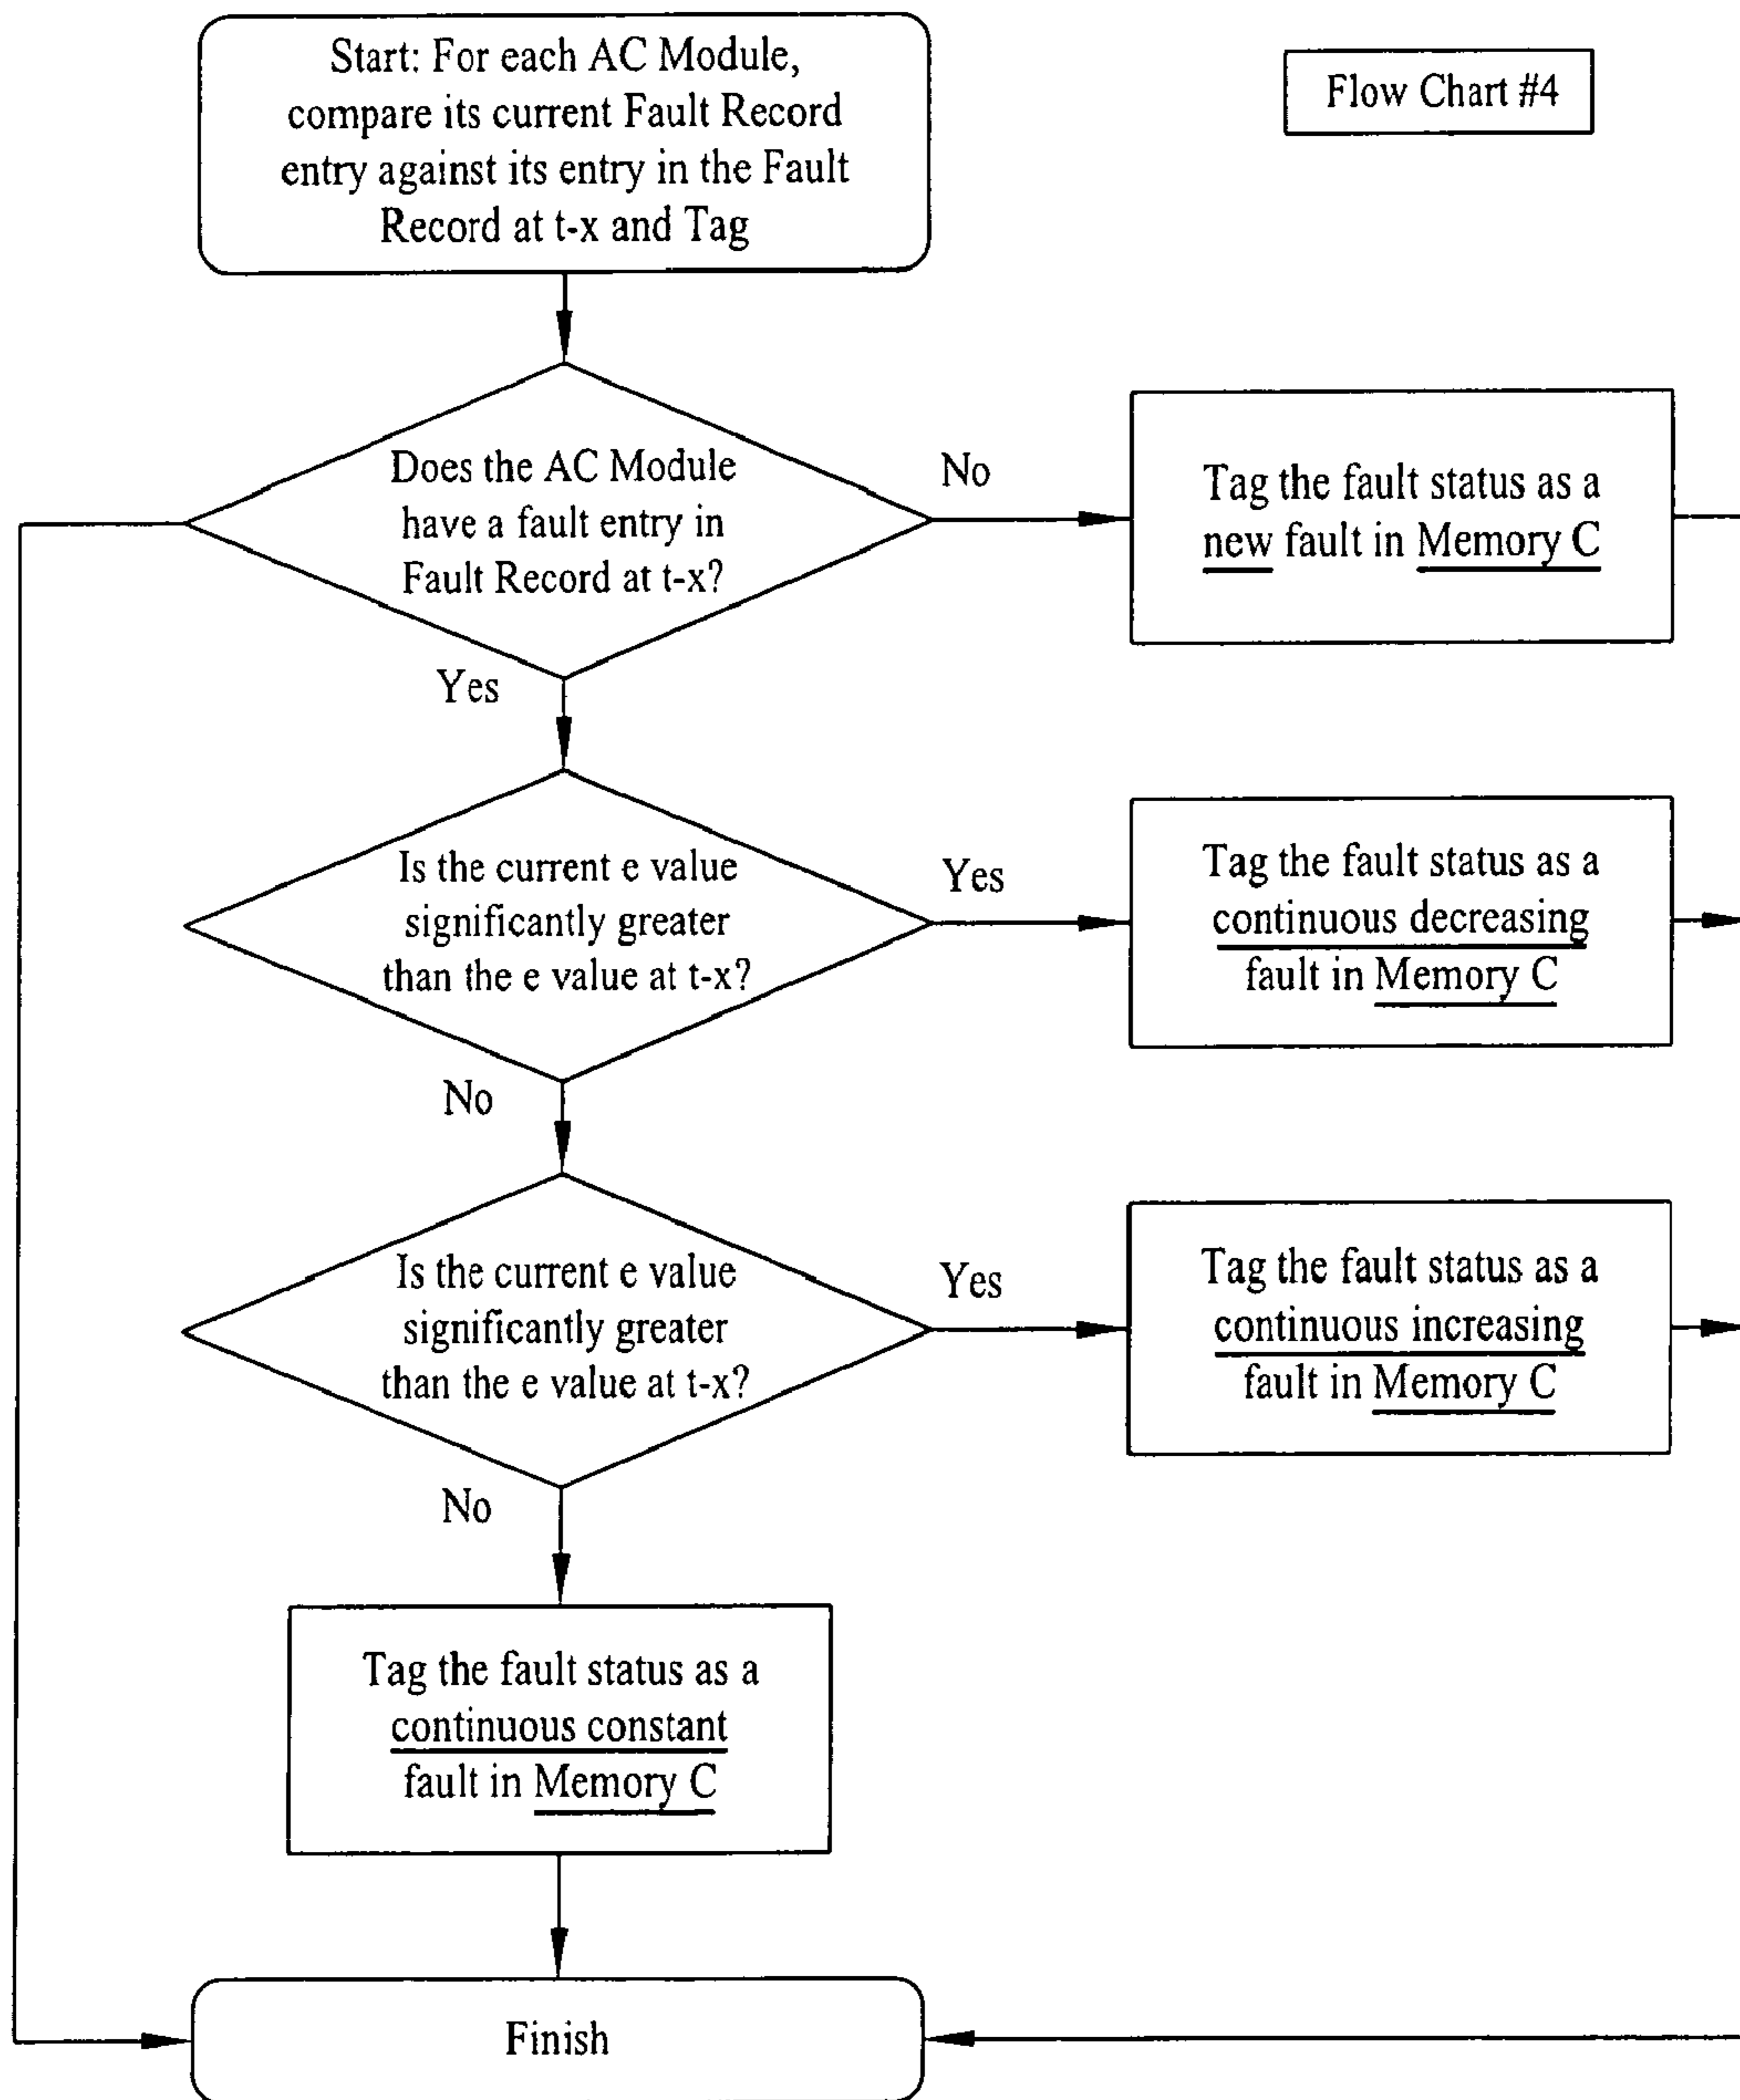 Start: For each AC Module,
compare its current Fault Record
entry against its entry in the Fault
Record at t-x and Tag
Flow Chart #4
Does the AC Module
have a fault entry in
Fault Record at t-x?
No
Tag the fault status as a
new fault in Memory C
Yes
Is the current e value
significantly greater
than the e value at t-x?
Yes
Tag the fault status as a
continuous decreasing
fault in Memory C
No
Is the current e value
significantly greater
than the e value at t-x?
Yes
Tag the fault status as a
continuous increasing
fault in Memory C
No
Tag the fault status as a
continuous constant
fault in Memory C
Finish